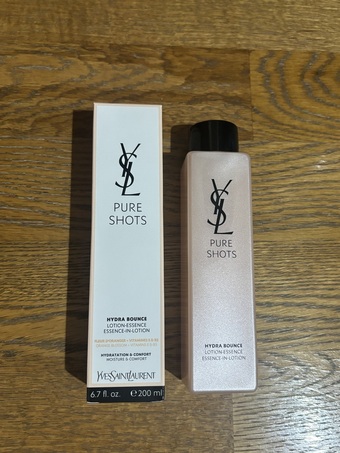 YSL
PURE
SHOTS
HYDRA BOUNCE
LOTION-ESSENCE
ESSENCE-IN-LOTION
HYDRATATION & CONFORT
MOISTURE & COMFORT
YVESSAINTLAURENT
6.7 fl. oz. ℮200 ml
YSL
PURE
SHOTS
HYDRA BOUNCE
LOTION-ESSENCE
ESSENCE-IN-LOTION